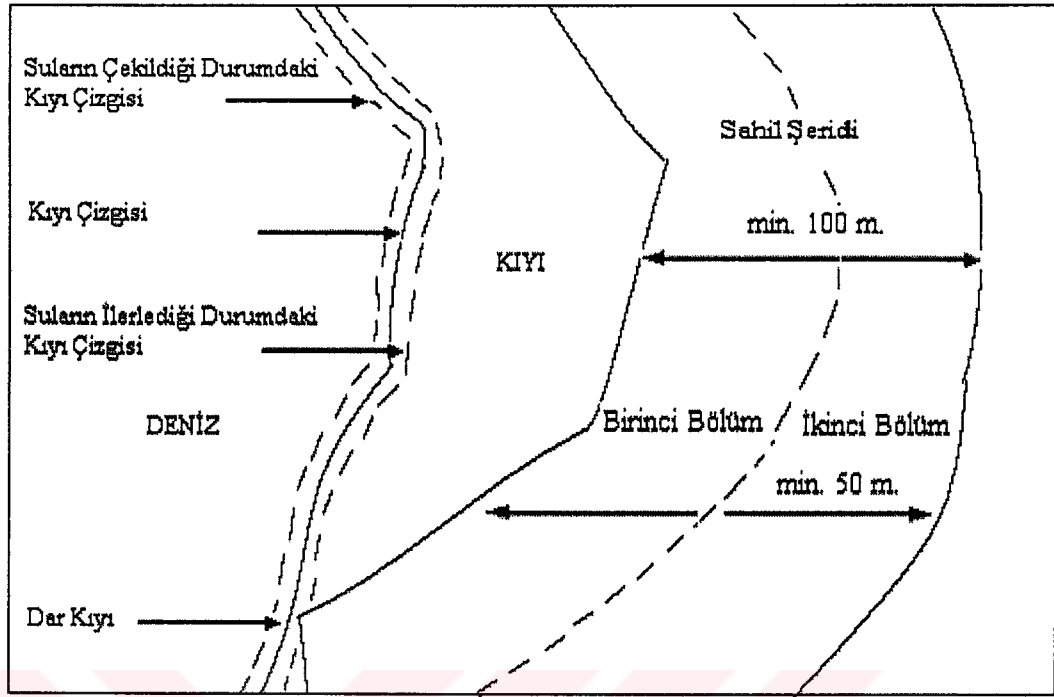 Suların Çekildiği Durumdaki
Kıyı Çizgisi
Sahil Şeridi
Kıyı Çizgisi
min. 100 m.
KIYI
Suların İlerlediği Durumdaki
Kıyı Çizgisi
DENİZ
Birinci Bölüm
İkinci Bölüm
min. 50 m.
Dar Kıyı